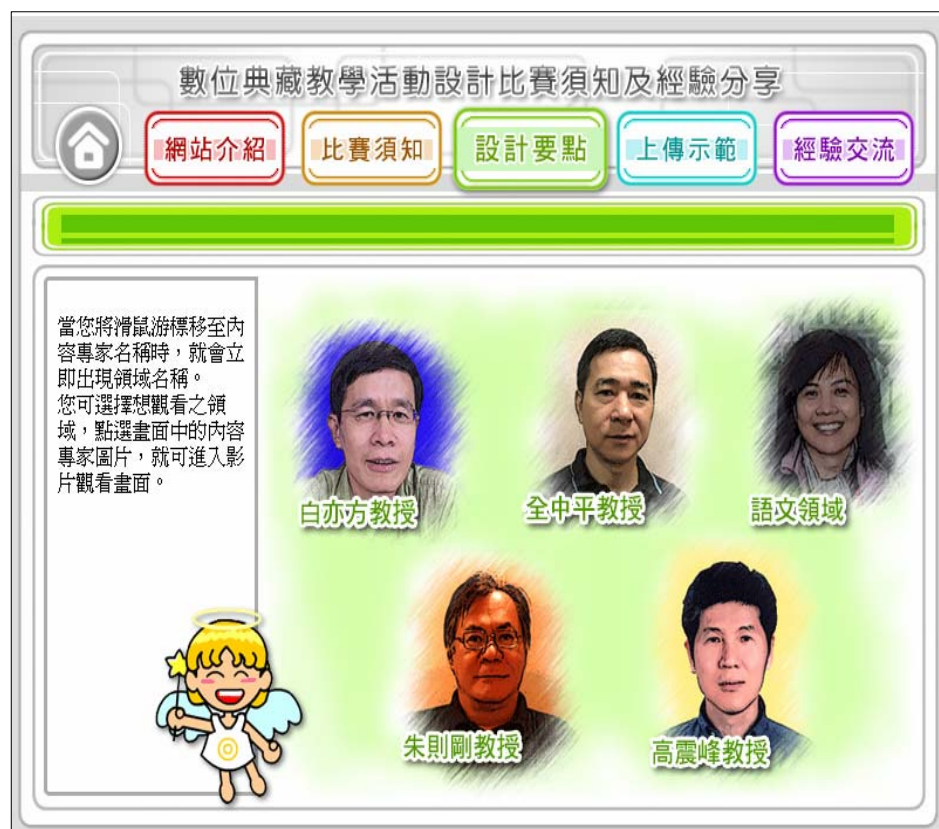 數位典藏教學活動設計比賽須知及經驗分享
網站介紹
比賽須知
設計要點
上傳示範
經驗交流
當您將滑鼠游標移至內
容專家名稱時，就會立
即出現領域名稱。
您可選擇想觀看之領
域，點選畫面中的內容
專家圖片，就可進入影
片觀看畫面。
白亦方教授
全中平教授
語文領域
朱則剛教授
高震峰教授